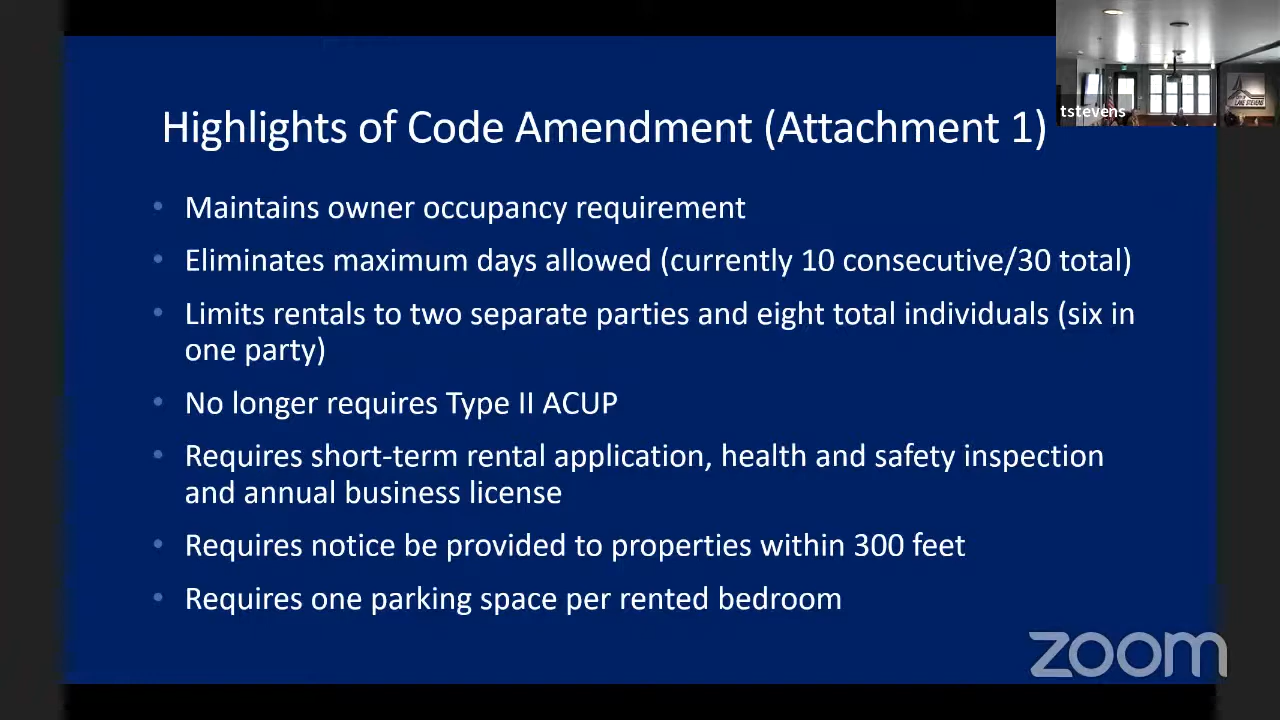 Highlights of Code Amendment (Attachment 1)
• Maintains owner occupancy requirement
• Eliminates maximum days allowed (currently 10 consecutive/30 total)
• Limits rentals to two separate parties and eight total individuals (six in
one party)
• No longer requires Type II ACUP
• Requires short-term rental application, health and safety inspection
and annual business license
• Requires notice be provided to properties within 300 feet
• Requires one parking space per rented bedroom
tstevens
LAKE STEVENS
zoom